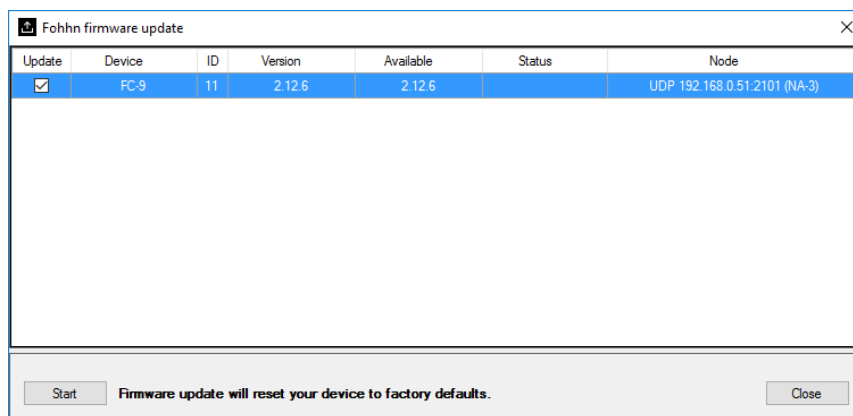 Fohhn firmware update
Update Device ID Version Available Status Node
FC-9 11 2.12.6 2.12.6 UDP 192.168.0.51:2101 (NA-3)
Start Firmware update will reset your device to factory defaults. Close